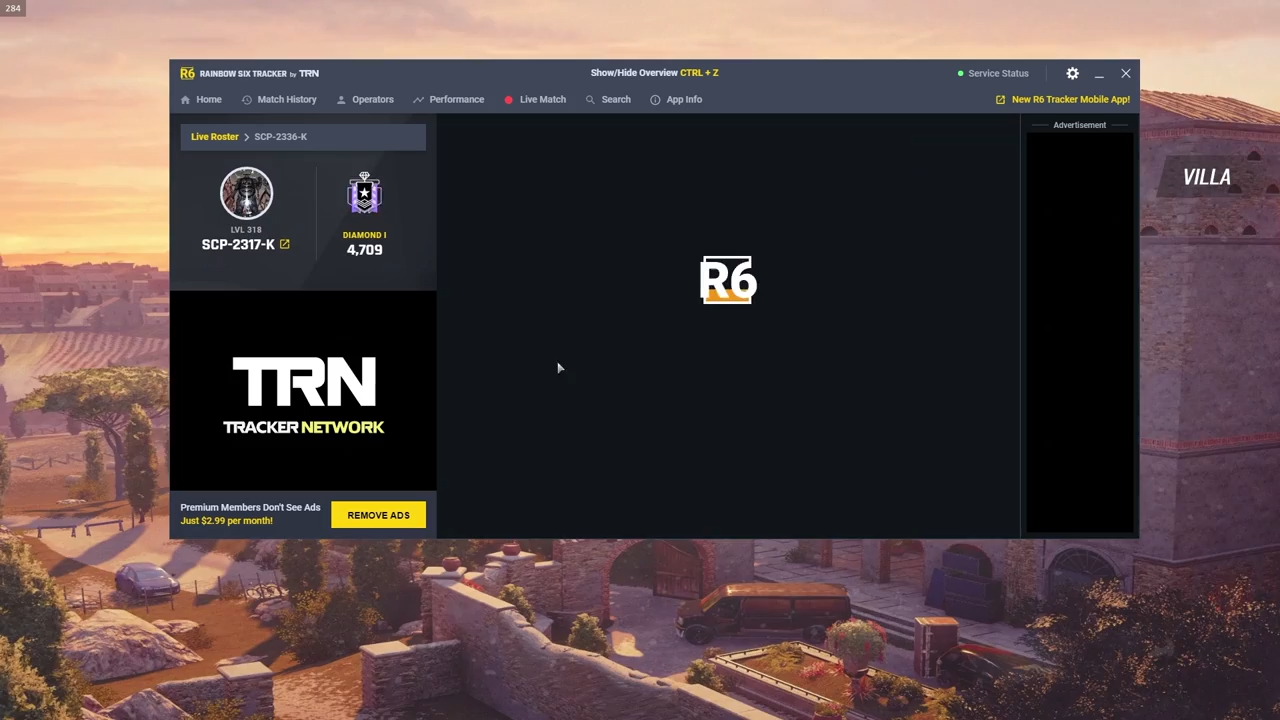 284
R6 RAINBOW SIX TRACKER by TRN
Show/Hide Overview CTRL + Z
Service Status
Home
Match History
Operators
Performance
Live Match
Search
App Info
New R6 Tracker Mobile App!
Live Roster > SCP-2336-K
Advertisement
VILLA
LVL 318
SCP-2317-K
DIAMOND I
4,709
R6
TRN
TRACKER NETWORK
Premium Members Don't See Ads
Just $2.99 per month!
REMOVE ADS